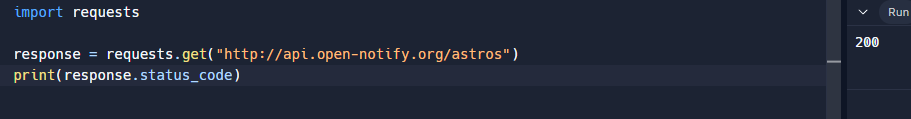 import requests
response = requests.get("http://api.open-notify.org/astros")
print(response.status_code)
Run
200